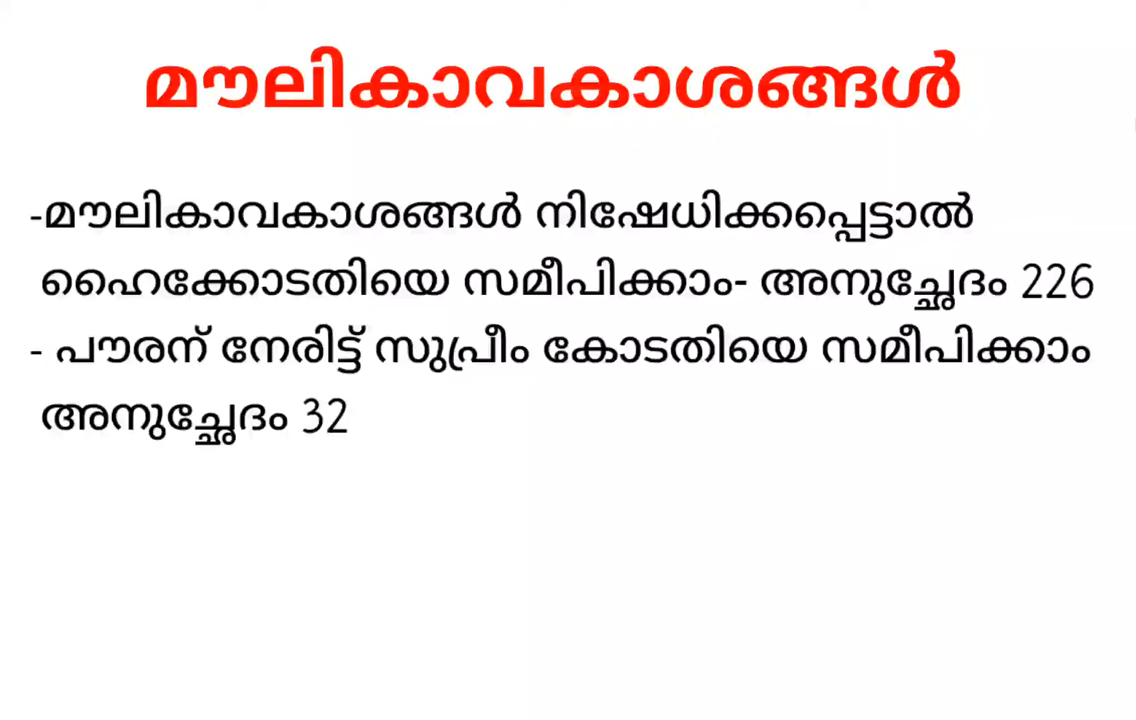 മൗലികാവകാശങ്ങൾ
-മൗലികാവകാശങ്ങൾ നിഷേധിക്കപ്പെട്ടാൽ
ഹൈക്കോടതിയെ സമീപിക്കാം- അനുച്ഛേദം 226
- പൗരന് നേരിട്ട് സുപ്രീം കോടതിയെ സമീപിക്കാം
അനുച്ഛേദം 32